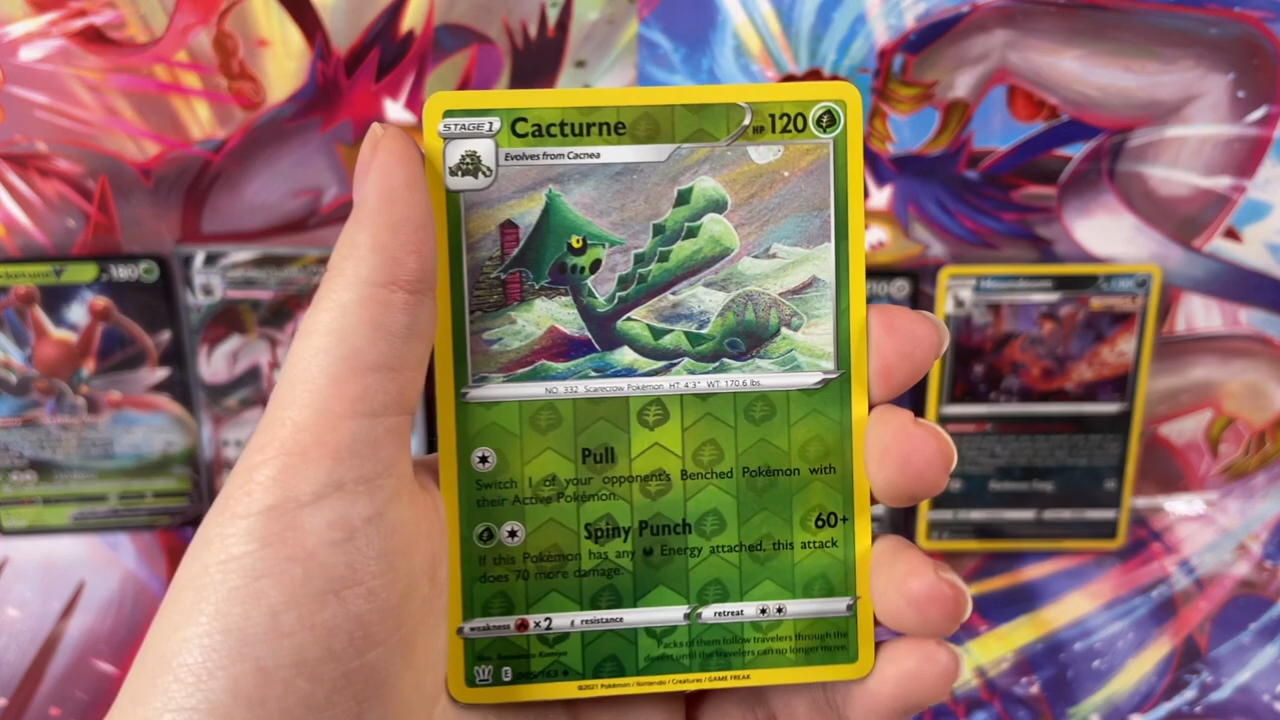 STAGE 1
Cacturne
HP 120
Evolves from Cacnea
NO. 332 Scarecrow Pokémon HT: 4'3" WT: 170.6 lbs.
Pull
Switch 1 of your opponent's Benched Pokémon with
their Active Pokémon.
Spiny Punch 60+
If this Pokémon has any Energy attached, this attack
does 70 more damage.
weakness ×2 resistance retreat
Packs of them follow travelers through the
desert until the travelers can no longer move.
E /163
©2021 Pokémon / Nintendo / Creatures / GAME FREAK
180
210